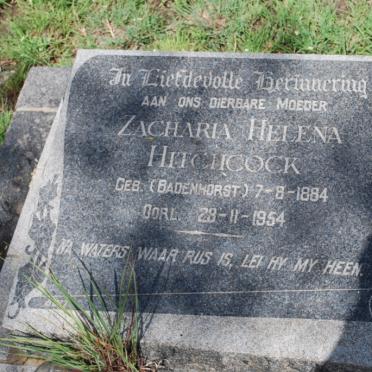 In Liefdevolle Herinnering
AAN ONS DIERBARE MOEDER
ZACHARIA HELENA
HITCHCOCK
GEB. (BADENHORST) 7-8-1884
OORL. 28-11-1954
NA WATERS WAAR RUS IS, LEI HY MY HEEN.